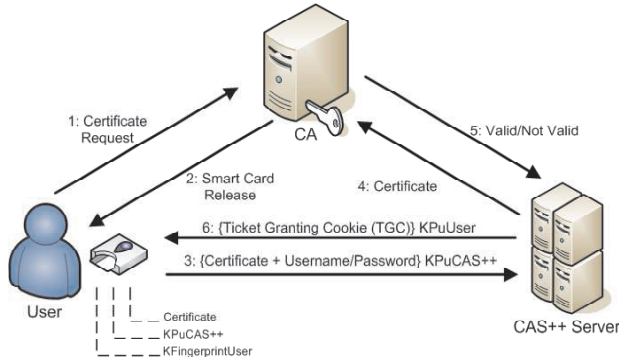 1: Certificate
Request
CA
5: Valid/Not Valid
2: Smart Card
Release
4: Certificate
6: {Ticket Granting Cookie (TGC)} KPuUser
3: {Certificate + Username/Password} KPuCAS++
User
CAS++ Server
Certificate
KPuCAS++
KFingerprintUser